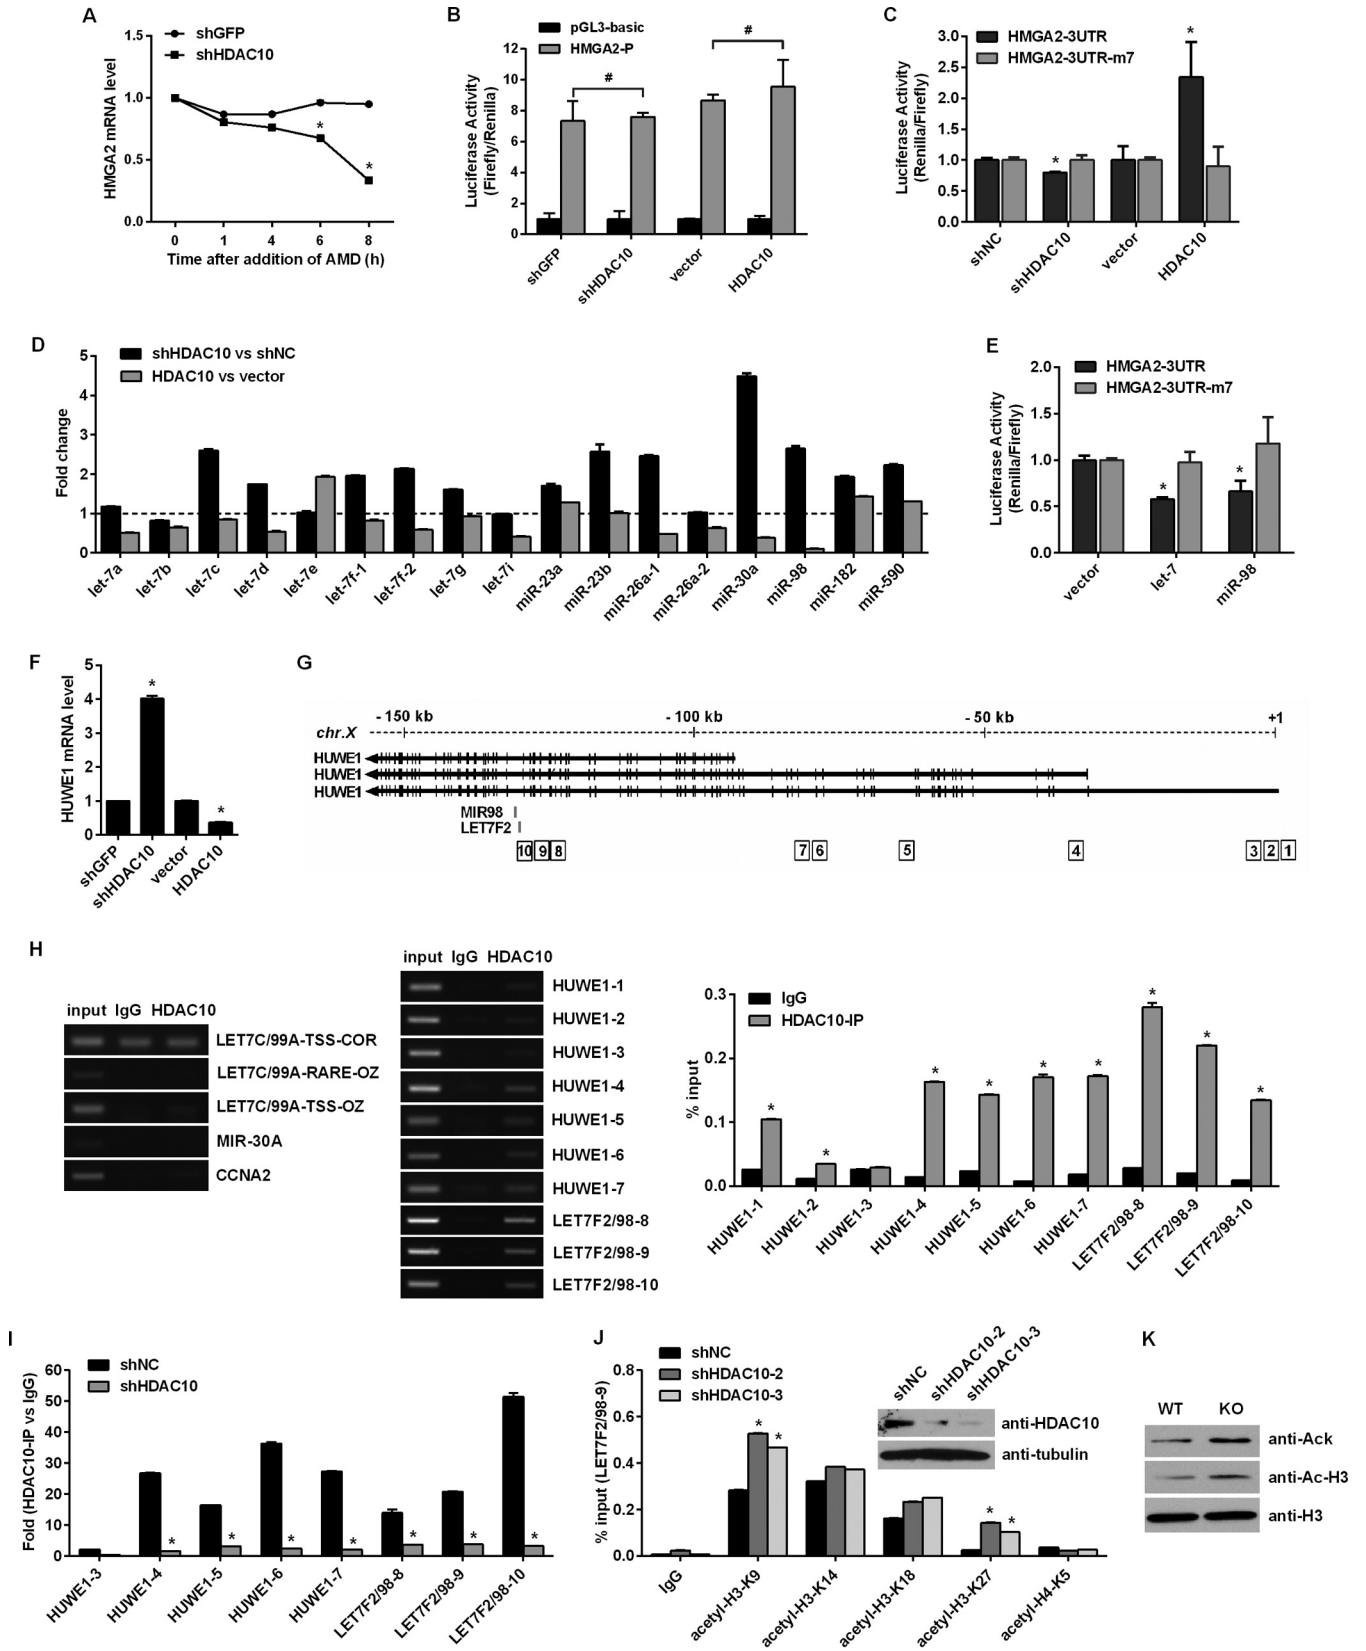 A
shGFP
shHDAC10
HMGA2 mRNA level
1.5
1.0
0.5
0.0
*
*
0 1 4 6 8
Time after addition of AMD (h)
B
pGL3-basic
HMGA2-P
Luciferase Activity
(Firefly/Renilla)
12
10
8
6
4
2
0
#
#
shGFP
shHDAC10
vector
HDAC10
C
HMGA2-3UTR
HMGA2-3UTR-m7
Luciferase Activity
(Renilla/Firefly)
3.0
2.5
2.0
1.5
1.0
0.5
0.0
*
*
shNC
shHDAC10
vector
HDAC10
D
shHDAC10 vs shNC
HDAC10 vs vector
Fold change
5
4
3
2
1
0
let-7a
let-7b
let-7c
let-7d
let-7e
let-7f-1
let-7f-2
let-7g
let-7i
miR-23a
miR-23b
miR-26a-1
miR-26a-2
miR-30a
miR-98
miR-182
miR-590
E
HMGA2-3UTR
HMGA2-3UTR-m7
Luciferase Activity
(Renilla/Firefly)
2.0
1.5
1.0
0.5
0.0
*
*
vector
let-7
miR-98
F
HUWE1 mRNA level
5
4
3
2
1
0
*
*
shGFP
shHDAC10
vector
HDAC10
G
- 150 kb - 100 kb - 50 kb +1
chr.X
HUWE1
HUWE1
HUWE1
MIR98
LET7F2
10 9 8 7 6 5 4 3 2 1
H
input IgG HDAC10
LET7C/99A-TSS-COR
LET7C/99A-RARE-OZ
LET7C/99A-TSS-OZ
MIR-30A
CCNA2
input IgG HDAC10
HUWE1-1
HUWE1-2
HUWE1-3
HUWE1-4
HUWE1-5
HUWE1-6
HUWE1-7
LET7F2/98-8
LET7F2/98-9
LET7F2/98-10
IgG
HDAC10-IP
% input
0.3
0.2
0.1
0.0
* * * * * * * * *
HUWE1-1
HUWE1-2
HUWE1-3
HUWE1-4
HUWE1-5
HUWE1-6
HUWE1-7
LET7F2/98-8
LET7F2/98-9
LET7F2/98-10
I
shNC
shHDAC10
Fold (HDAC10-IP vs IgG)
60
50
40
30
20
10
0
* * * * * * *
HUWE1-3
HUWE1-4
HUWE1-5
HUWE1-6
HUWE1-7
LET7F2/98-8
LET7F2/98-9
LET7F2/98-10
J
shNC
shHDAC10-2
shHDAC10-3
% input (LET7F2/98-9)
0.8
0.6
0.4
0.2
0.0
* * * *
IgG
acetyl-H3-K9
acetyl-H3-K14
acetyl-H3-K18
acetyl-H3-K27
acetyl-H4-K5
shNC
shHDAC10-2
shHDAC10-3
anti-HDAC10
anti-tubulin
K
WT KO
anti-Ack
anti-Ac-H3
anti-H3